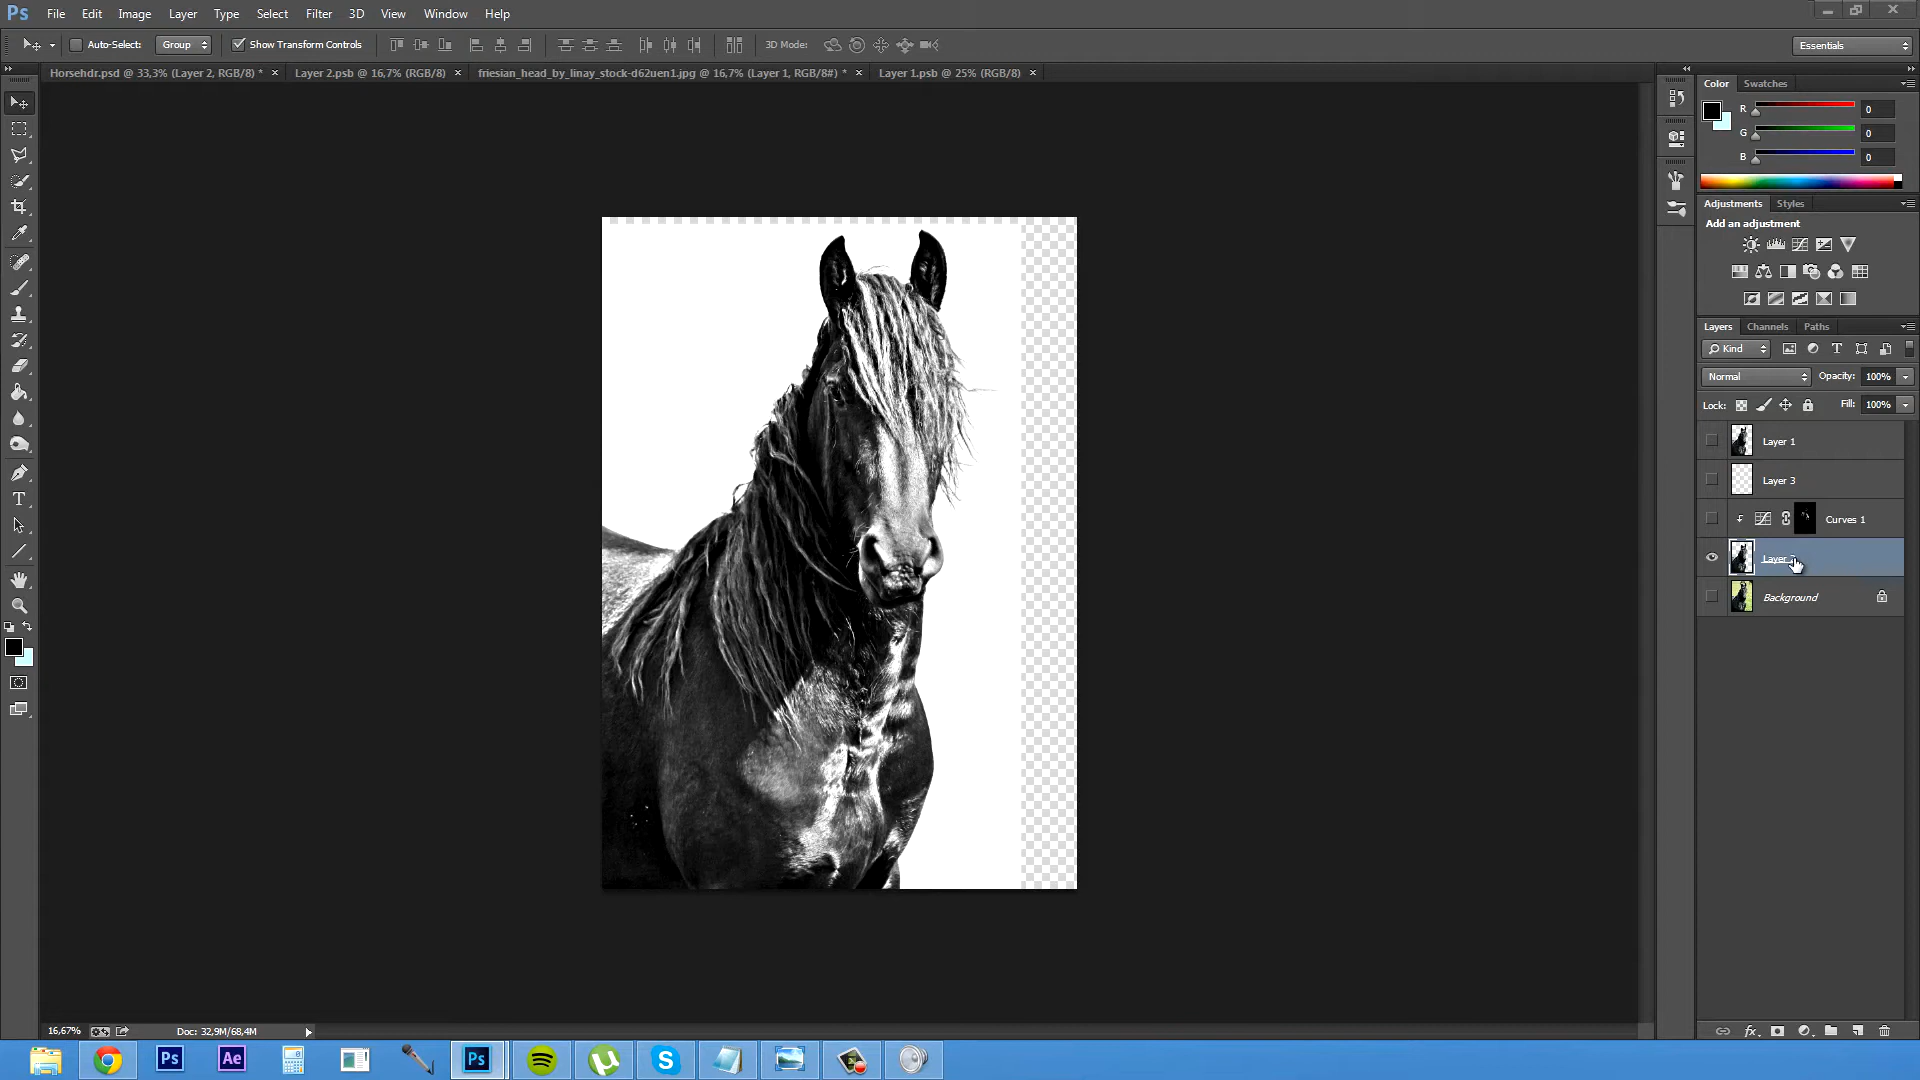 Ps File Edit Image Layer Type Select Filter 3D View Window Help
Auto-Select: Group Show Transform Controls 3D Mode: Essentials
Horsehdr.psd @ 33,3% (Layer 2, RGB/8) * × Layer 2.psb @ 16,7% (RGB/8) × friesian_head_by_linay_stock-d62uen1.jpg @ 16,7% (Layer 1, RGB/8#) * × Layer 1.psb @ 25% (RGB/8) ×
Color Swatches
R 0
G 0
B 0
Adjustments Styles
Add an adjustment
Layers Channels Paths
Kind
Normal Opacity: 100%
Lock: Fill: 100%
Layer 1
Layer 3
Curves 1
Layer
Background
16,67% Doc: 32,9M/68,4M
fx
Ps Ae Ps